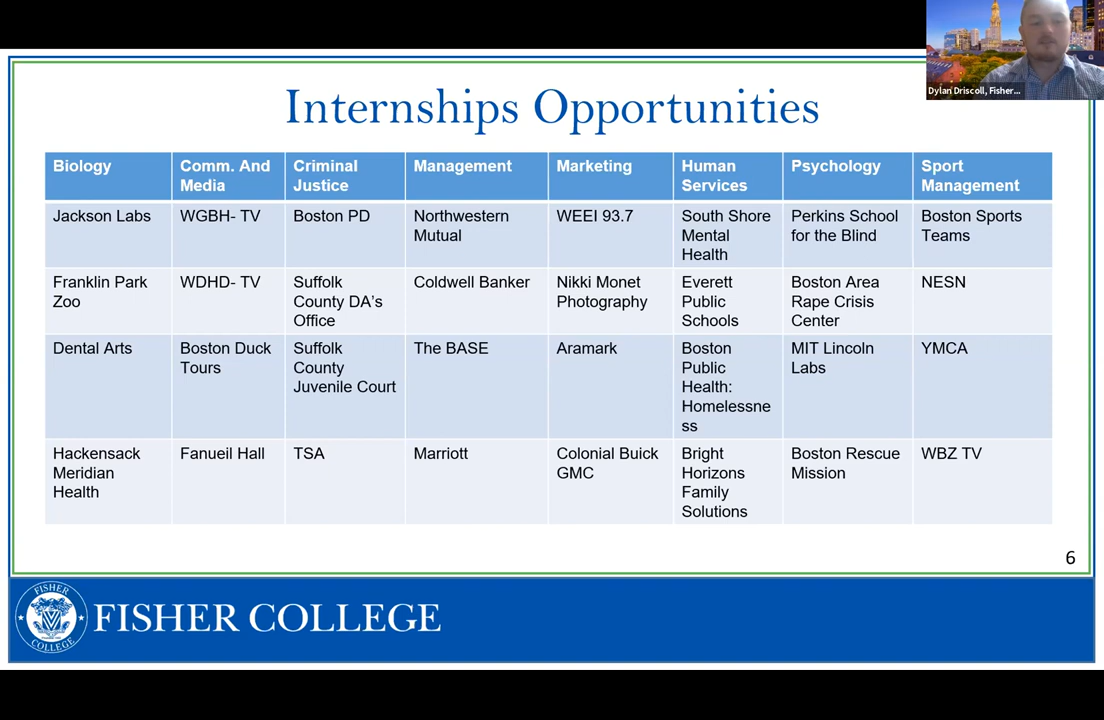 Dylan Driscoll, Fisher...
Internships Opportunities
Biology
Comm. And
Media
Criminal
Justice
Management
Marketing
Human
Services
Psychology
Sport
Management
Jackson Labs
WGBH- TV
Boston PD
Northwestern
Mutual
WEEI 93.7
South Shore
Mental
Health
Perkins School
for the Blind
Boston Sports
Teams
Franklin Park
Zoo
WDHD- TV
Suffolk
County DA's
Office
Coldwell Banker
Nikki Monet
Photography
Everett
Public
Schools
Boston Area
Rape Crisis
Center
NESN
Dental Arts
Boston Duck
Tours
Suffolk
County
Juvenile Court
The BASE
Aramark
Boston
Public
Health:
Homelessne
ss
MIT Lincoln
Labs
YMCA
Hackensack
Meridian
Health
Fanueil Hall
TSA
Marriott
Colonial Buick
GMC
Bright
Horizons
Family
Solutions
Boston Rescue
Mission
WBZ TV
6
FISHER
COLLEGE
FISHER COLLEGE